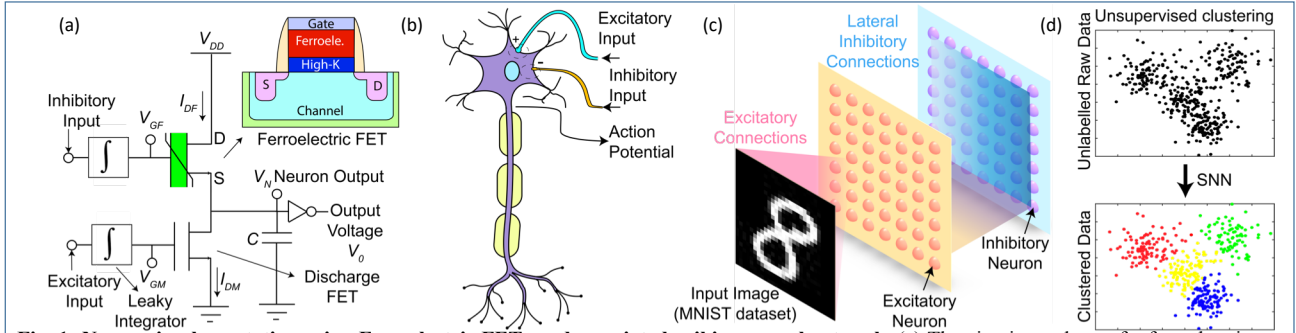 (a)
V_DD
Gate
Ferroele.
High-K
S
D
Channel
Ferroelectric FET
Inhibitory
Input
V_GF
I_DF
D
S
∫
V_N Neuron Output
Output
Voltage
V_0
C
∫
V_GM
I_DM
Excitatory
Input
Leaky
Integrator
Discharge
FET
(b)
+
-
Excitatory
Input
Inhibitory
Input
Action
Potential
(c)
Lateral
Inhibitory
Connections
Excitatory
Connections
Input Image
(MNIST dataset)
Excitatory
Neuron
Inhibitory
Neuron
(d)
Unsupervised clustering
Unlabelled Raw Data
SNN
Clustered Data